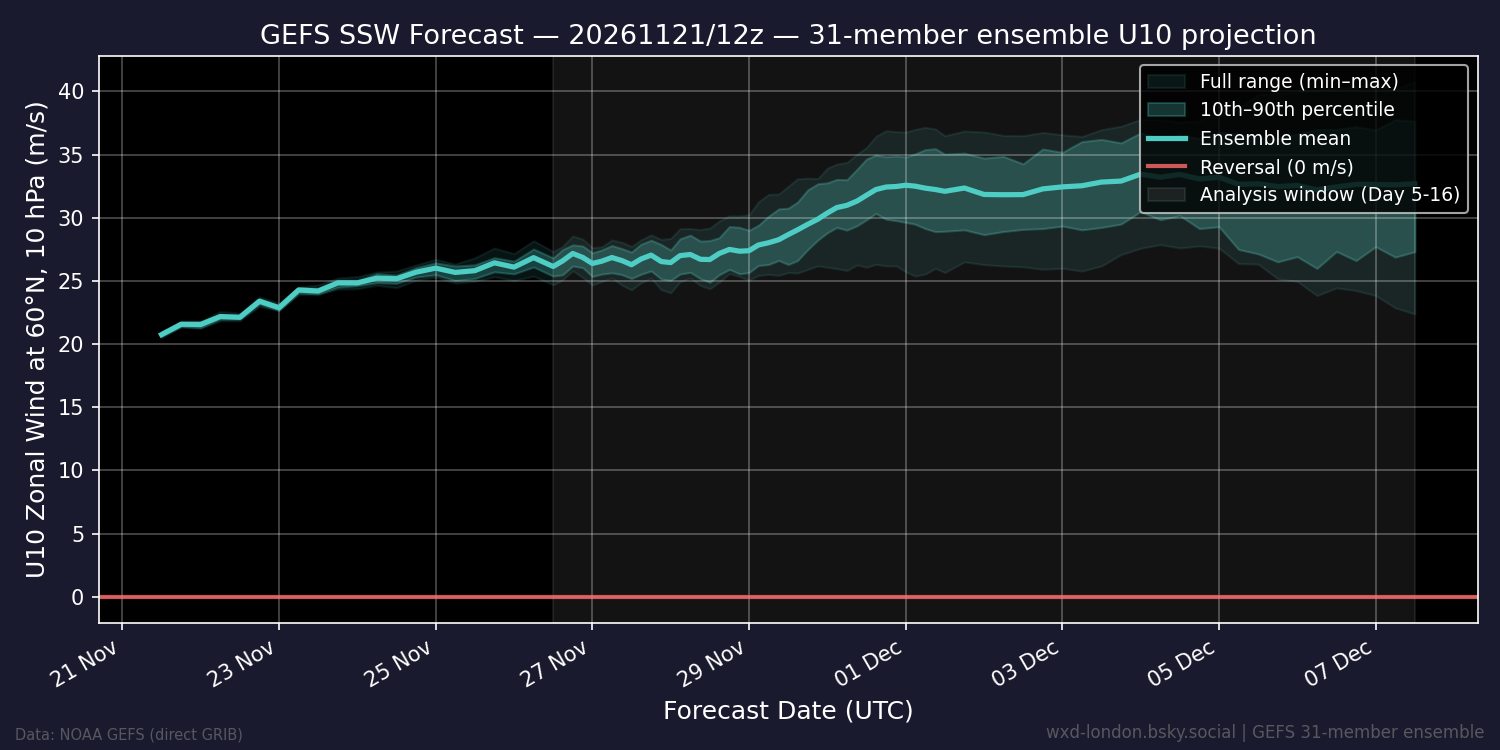 GEFS SSW Forecast — 20261121/12z — 31-member ensemble U10 projection
U10 Zonal Wind at 60°N, 10 hPa (m/s)
40
35
30
25
20
15
10
5
0
Full range (min–max)
10th–90th percentile
Ensemble mean
Reversal (0 m/s)
Analysis window (Day 5-16)
21 Nov
23 Nov
25 Nov
27 Nov
29 Nov
01 Dec
03 Dec
05 Dec
07 Dec
Forecast Date (UTC)
Data: NOAA GEFS (direct GRIB)
wxd-london.bsky.social | GEFS 31-member ensemble